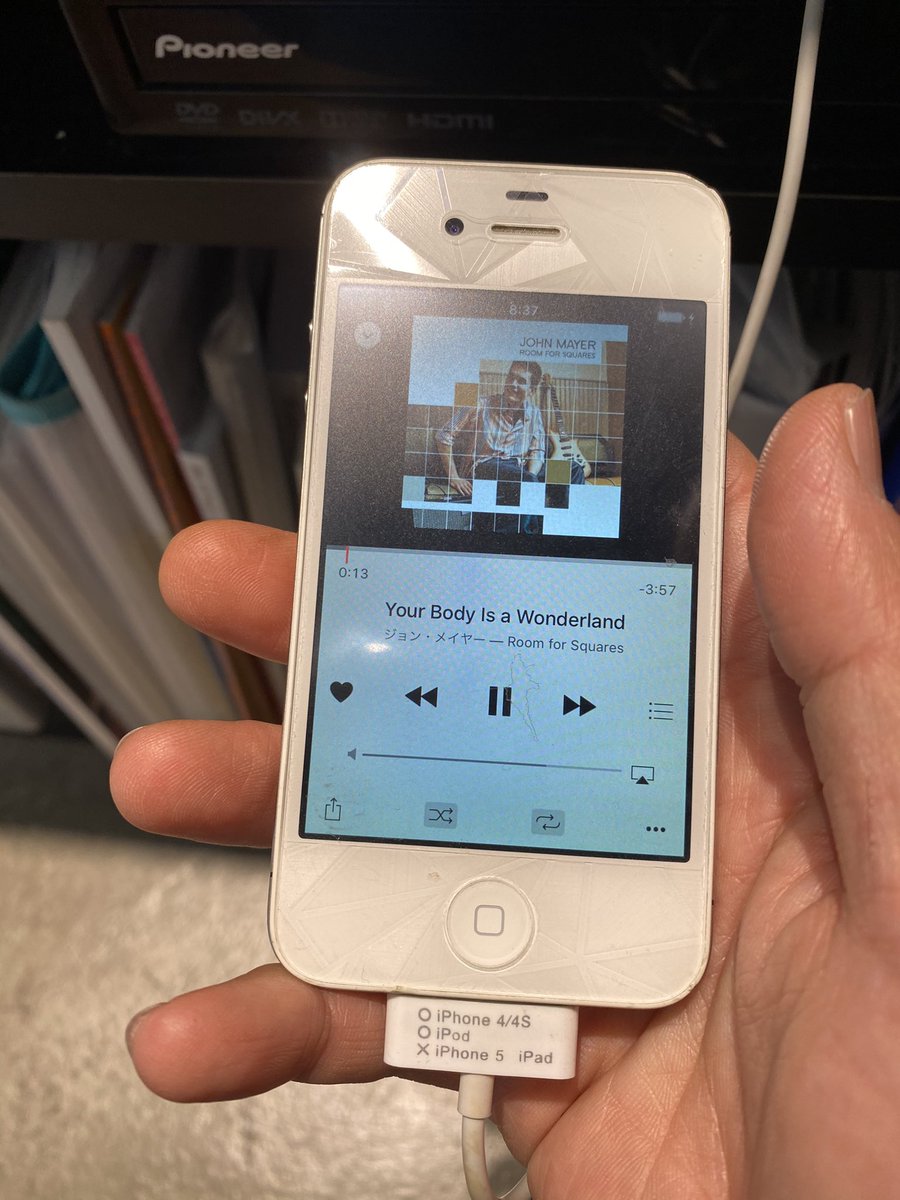 Pioneer
DVD DivX HDMI
8:37
JOHN MAYER
ROOM FOR SQUARES
0:13
-3:57
Your Body Is a Wonderland
ジョン・メイヤー — Room for Squares
O iPhone 4/4S
O iPod
X iPhone 5 iPad